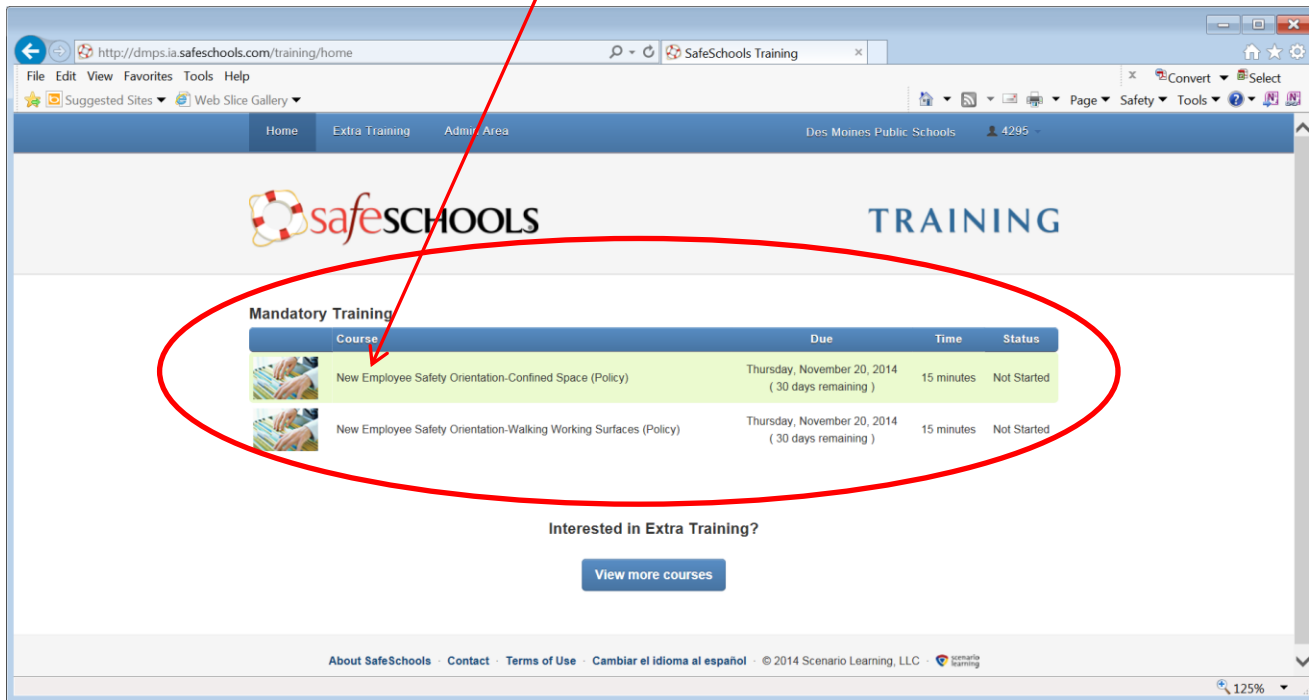 http://dmps.ia.safeschools.com/training/home
SafeSchools Training
File Edit View Favorites Tools Help
Convert
Select
Suggested Sites
Web Slice Gallery
Page
Safety
Tools
Home
Extra Training
Admin Area
Des Moines Public Schools
4295
safeSCHOOLS
TRAINING
Mandatory Training
Course
Due
Time
Status
New Employee Safety Orientation-Confined Space (Policy)
Thursday, November 20, 2014
( 30 days remaining )
15 minutes
Not Started
New Employee Safety Orientation-Walking Working Surfaces (Policy)
Thursday, November 20, 2014
( 30 days remaining )
15 minutes
Not Started
Interested in Extra Training?
View more courses
About SafeSchools · Contact · Terms of Use · Cambiar el idioma al español · © 2014 Scenario Learning, LLC · scenario learning
125%